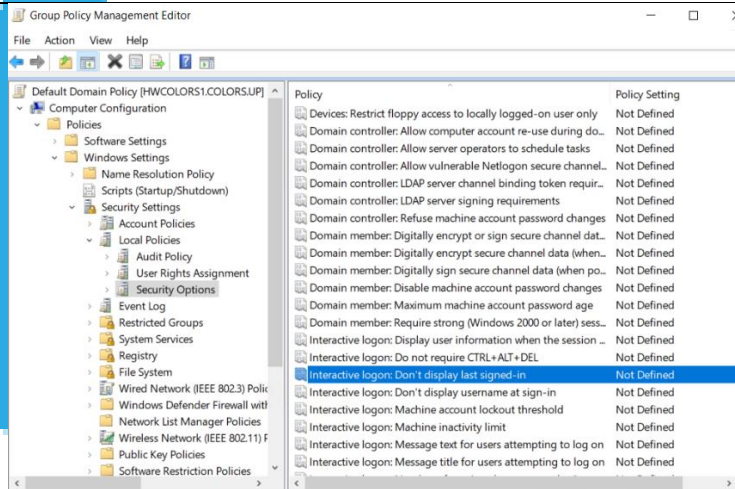 Group Policy Management Editor
File Action View Help
Default Domain Policy [HWCOLORS1.COLORS.UP]
Computer Configuration
Policies
Software Settings
Windows Settings
Name Resolution Policy
Scripts (Startup/Shutdown)
Security Settings
Account Policies
Local Policies
Audit Policy
User Rights Assignment
Security Options
Event Log
Restricted Groups
System Services
Registry
File System
Wired Network (IEEE 802.3) Polic
Windows Defender Firewall with
Network List Manager Policies
Wireless Network (IEEE 802.11) P
Public Key Policies
Software Restriction Policies
Policy Policy Setting
Devices: Restrict floppy access to locally logged-on user only Not Defined
Domain controller: Allow computer account re-use during do... Not Defined
Domain controller: Allow server operators to schedule tasks Not Defined
Domain controller: Allow vulnerable Netlogon secure channel... Not Defined
Domain controller: LDAP server channel binding token requir... Not Defined
Domain controller: LDAP server signing requirements Not Defined
Domain controller: Refuse machine account password changes Not Defined
Domain member: Digitally encrypt or sign secure channel dat... Not Defined
Domain member: Digitally encrypt secure channel data (when... Not Defined
Domain member: Digitally sign secure channel data (when po... Not Defined
Domain member: Disable machine account password changes Not Defined
Domain member: Maximum machine account password age Not Defined
Domain member: Require strong (Windows 2000 or later) sess... Not Defined
Interactive logon: Display user information when the session ... Not Defined
Interactive logon: Do not require CTRL+ALT+DEL Not Defined
Interactive logon: Don't display last signed-in Not Defined
Interactive logon: Don't display username at sign-in Not Defined
Interactive logon: Machine account lockout threshold Not Defined
Interactive logon: Machine inactivity limit Not Defined
Interactive logon: Message text for users attempting to log on Not Defined
Interactive logon: Message title for users attempting to log on Not Defined